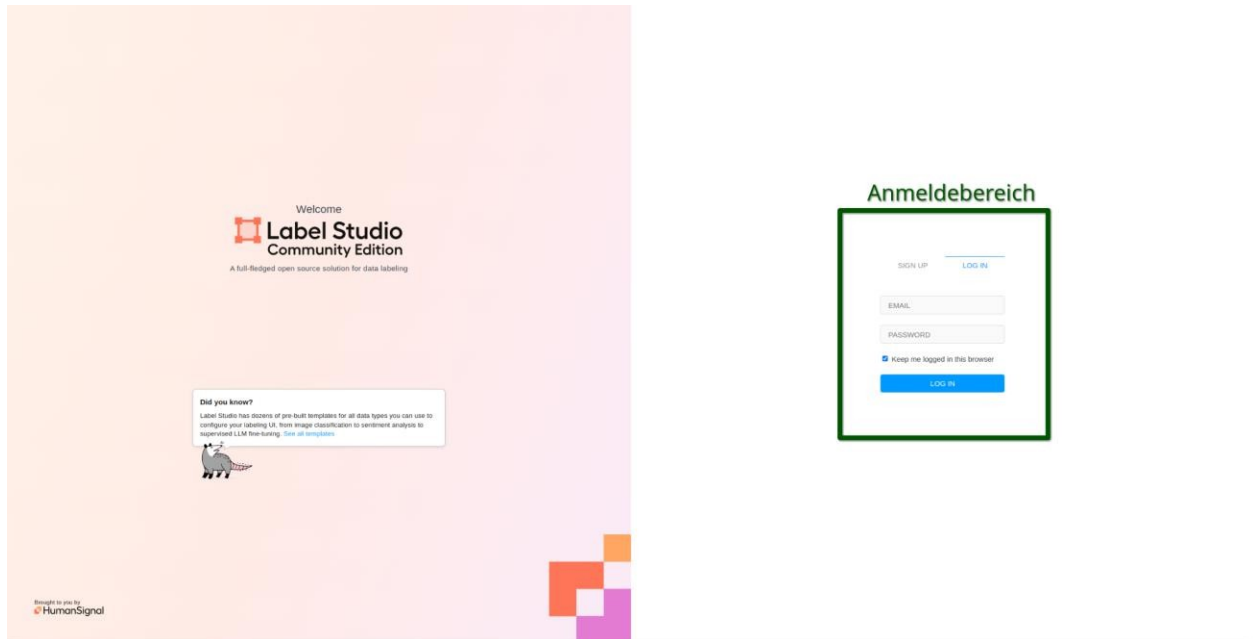 Welcome
Label Studio
Community Edition
A full-fledged open source solution for data labeling
Did you know?
Label Studio has dozens of pre-built templates for all data types you can use to
configure your labeling UI, from image classification to sentiment analysis to
supervised LLM fine-tuning. See all templates
Brought to you by
HumanSignal
Anmeldebereich
SIGN UP
LOG IN
EMAIL
PASSWORD
Keep me logged in this browser
LOG IN